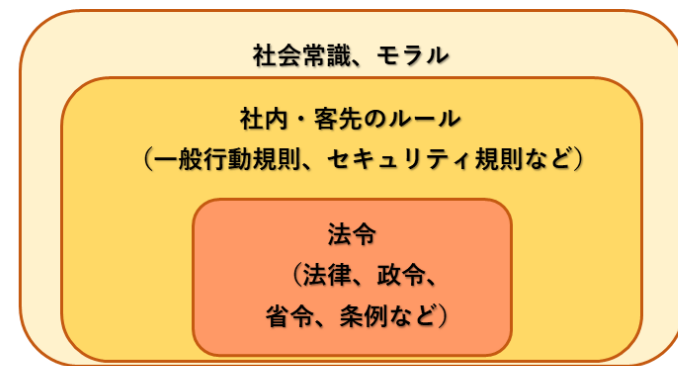 社会常識、モラル
社内・客先のルール
（一般行動規則、セキュリティ規則など）
法令
（法律、政令、
省令、条例など）